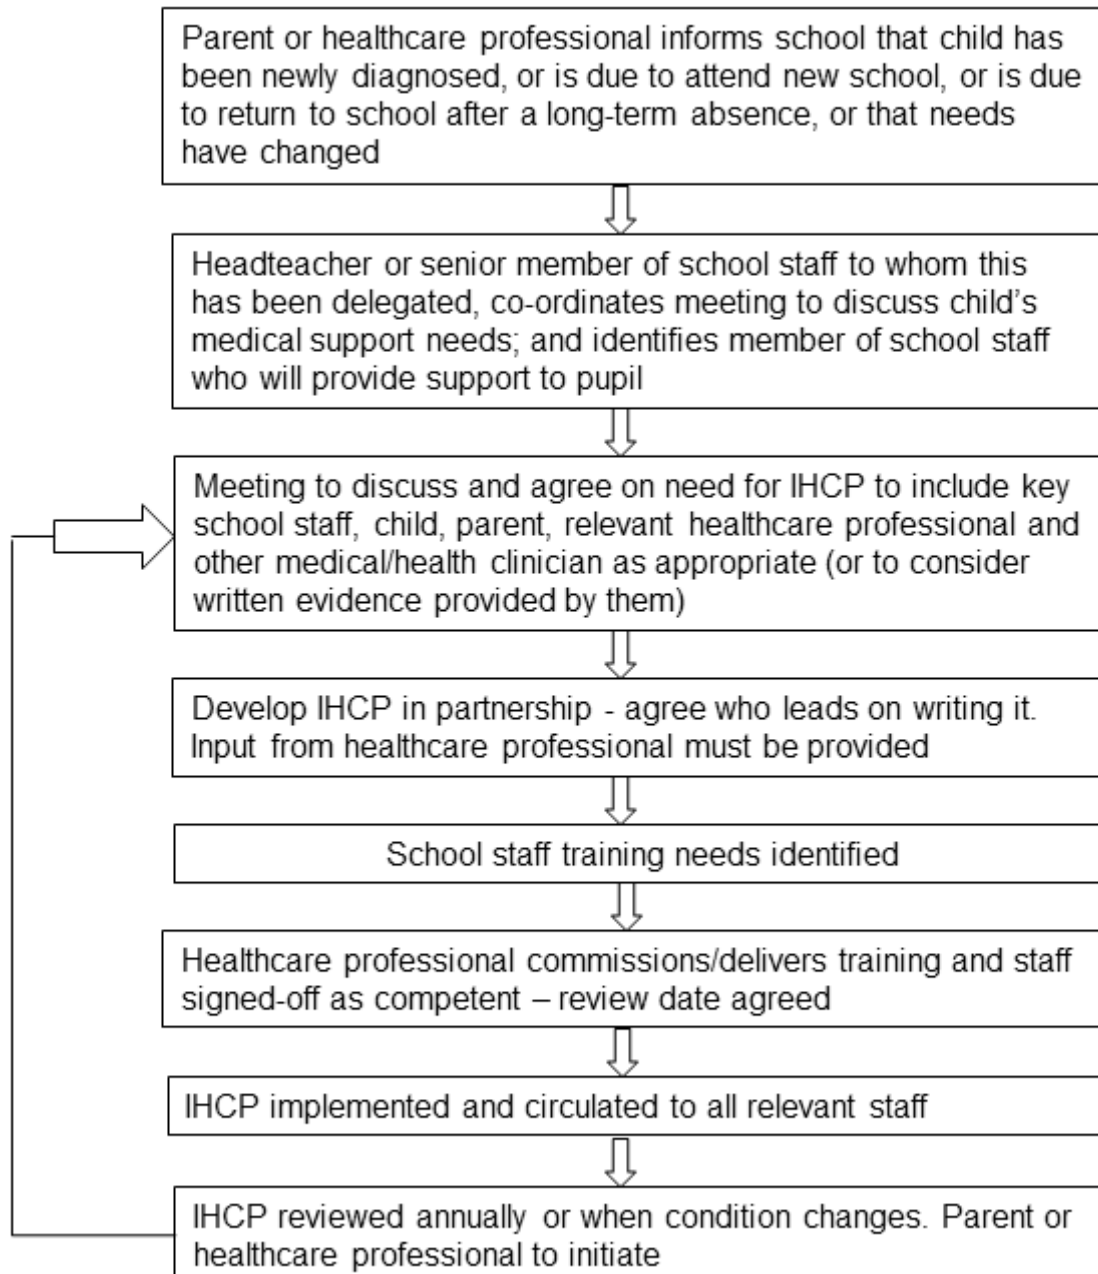 Parent or healthcare professional informs school that child has
been newly diagnosed, or is due to attend new school, or is due
to return to school after a long-term absence, or that needs
have changed
Headteacher or senior member of school staff to whom this
has been delegated, co-ordinates meeting to discuss child's
medical support needs; and identifies member of school staff
who will provide support to pupil
Meeting to discuss and agree on need for IHCP to include key
school staff, child, parent, relevant healthcare professional and
other medical/health clinician as appropriate (or to consider
written evidence provided by them)
Develop IHCP in partnership - agree who leads on writing it.
Input from healthcare professional must be provided
School staff training needs identified
Healthcare professional commissions/delivers training and staff
signed-off as competent – review date agreed
IHCP implemented and circulated to all relevant staff
IHCP reviewed annually or when condition changes. Parent or
healthcare professional to initiate